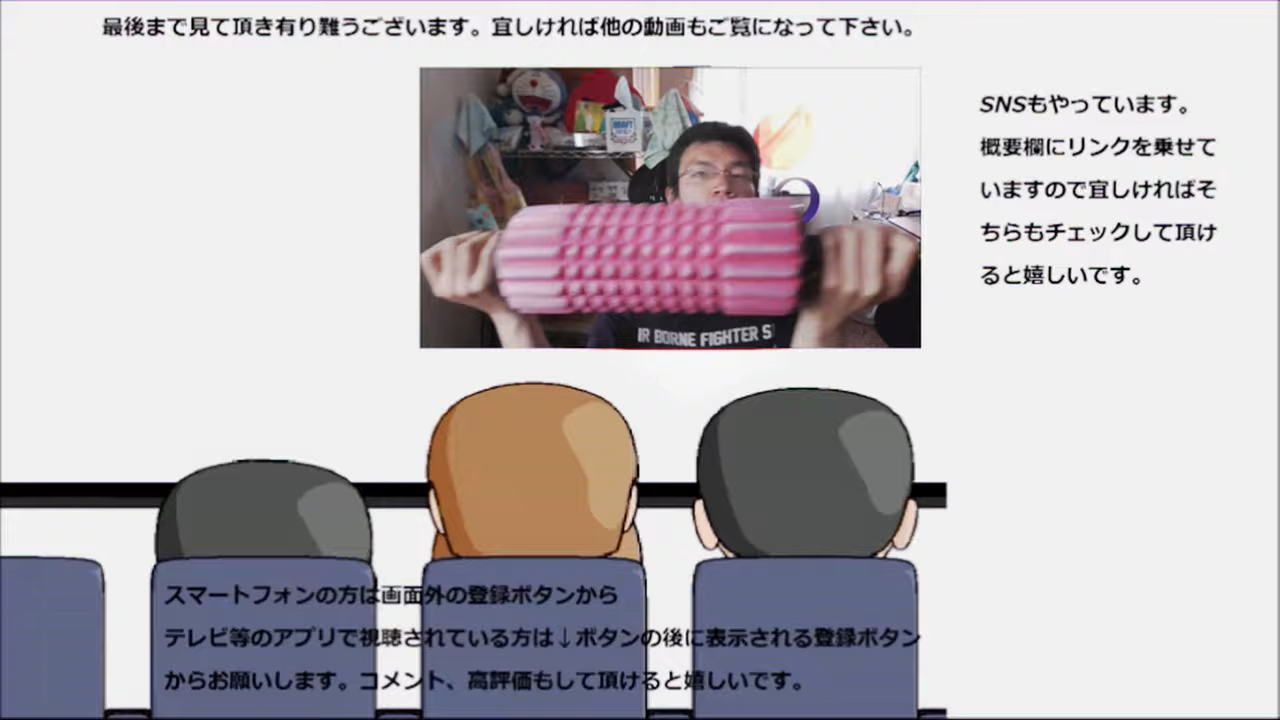 最後まで見て頂き有り難うございます。宜しければ他の動画もご覧になって下さい。
SNSもやっています。
概要欄にリンクを乗せて
いますので宜しければそ
ちらもチェックして頂け
ると嬉しいです。
IR BORNE FIGHTER S
スマートフォンの方は画面外の登録ボタンから
テレビ等のアプリで視聴されている方は↓ボタンの後に表示される登録ボタン
からお願いします。コメント、高評価もして頂けると嬉しいです。